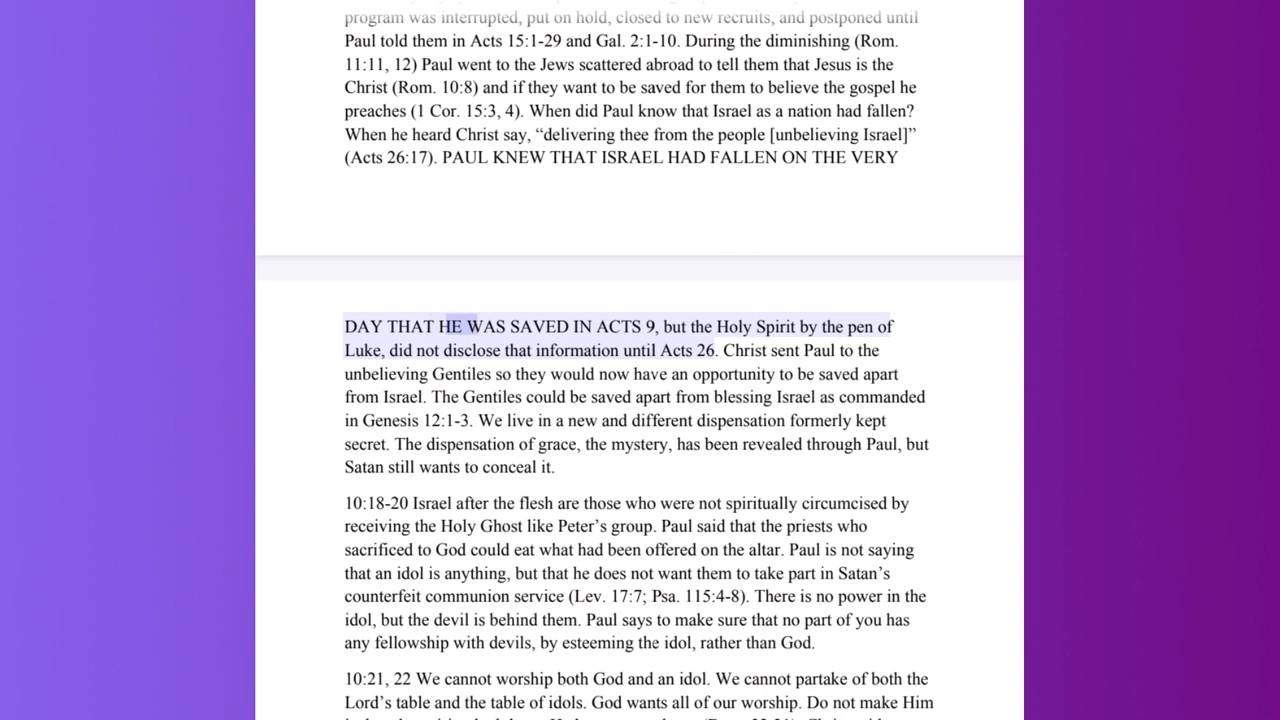 program was interrupted, put on hold, closed to new recruits, and postponed until
Paul told them in Acts 15:1-29 and Gal. 2:1-10. During the diminishing (Rom.
11:11, 12) Paul went to the Jews scattered abroad to tell them that Jesus is the
Christ (Rom. 10:8) and if they want to be saved for them to believe the gospel he
preaches (1 Cor. 15:3, 4). When did Paul know that Israel as a nation had fallen?
When he heard Christ say, “delivering thee from the people [unbelieving Israel]”
(Acts 26:17). PAUL KNEW THAT ISRAEL HAD FALLEN ON THE VERY
DAY THAT HE WAS SAVED IN ACTS 9, but the Holy Spirit by the pen of
Luke, did not disclose that information until Acts 26. Christ sent Paul to the
unbelieving Gentiles so they would now have an opportunity to be saved apart
from Israel. The Gentiles could be saved apart from blessing Israel as commanded
in Genesis 12:1-3. We live in a new and different dispensation formerly kept
secret. The dispensation of grace, the mystery, has been revealed through Paul, but
Satan still wants to conceal it.
10:18-20 Israel after the flesh are those who were not spiritually circumcised by
receiving the Holy Ghost like Peter’s group. Paul said that the priests who
sacrificed to God could eat what had been offered on the altar. Paul is not saying
that an idol is anything, but that he does not want them to take part in Satan’s
counterfeit communion service (Lev. 17:7; Psa. 115:4-8). There is no power in the
idol, but the devil is behind them. Paul says to make sure that no part of you has
any fellowship with devils, by esteeming the idol, rather than God.
10:21, 22 We cannot worship both God and an idol. We cannot partake of both the
Lord’s table and the table of idols. God wants all of our worship. Do not make Him